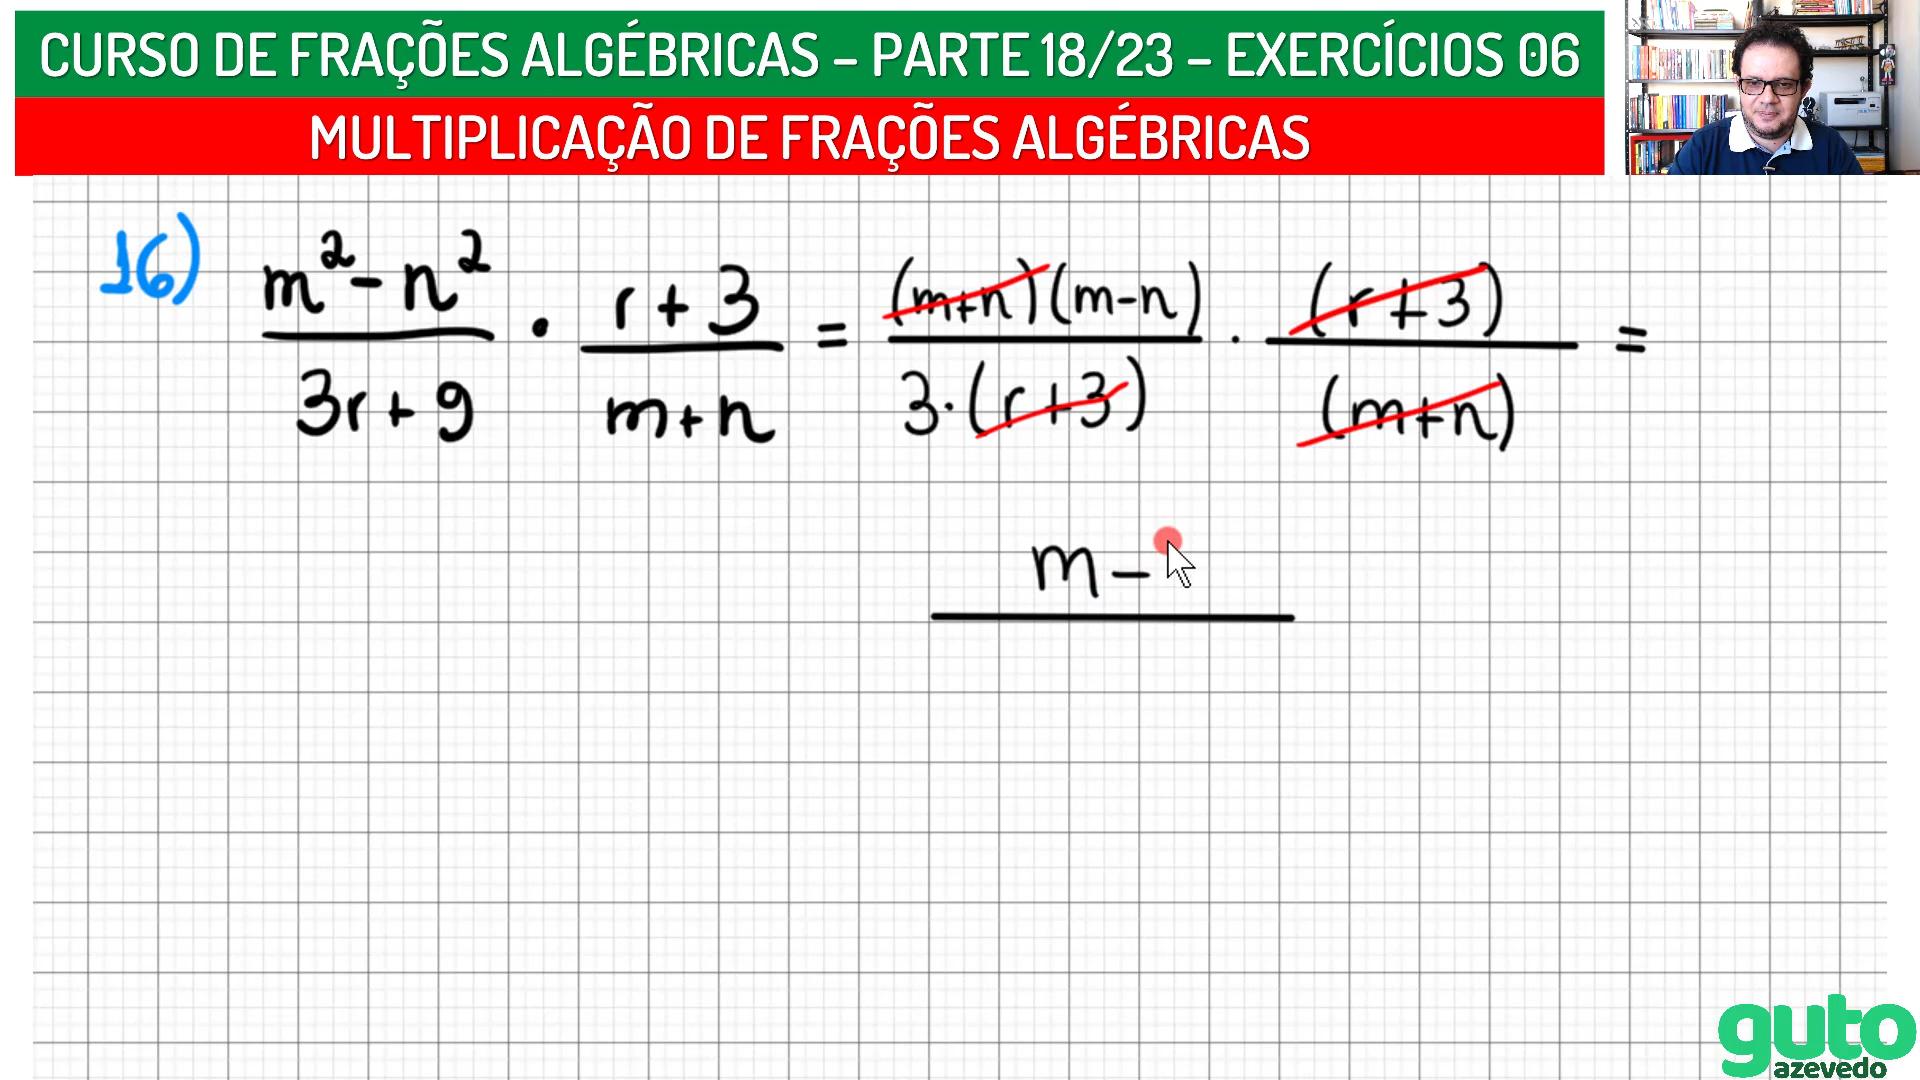 CURSO DE FRAÇÕES ALGÉBRICAS – PARTE 18/23 – EXERCÍCIOS 06
MULTIPLICAÇÃO DE FRAÇÕES ALGÉBRICAS
16) m² - n² / 3r + 9 · r + 3 / m + n = (m+n)(m-n) / 3·(r+3) · (r+3) / (m+n) =
m –
guto
azevedo